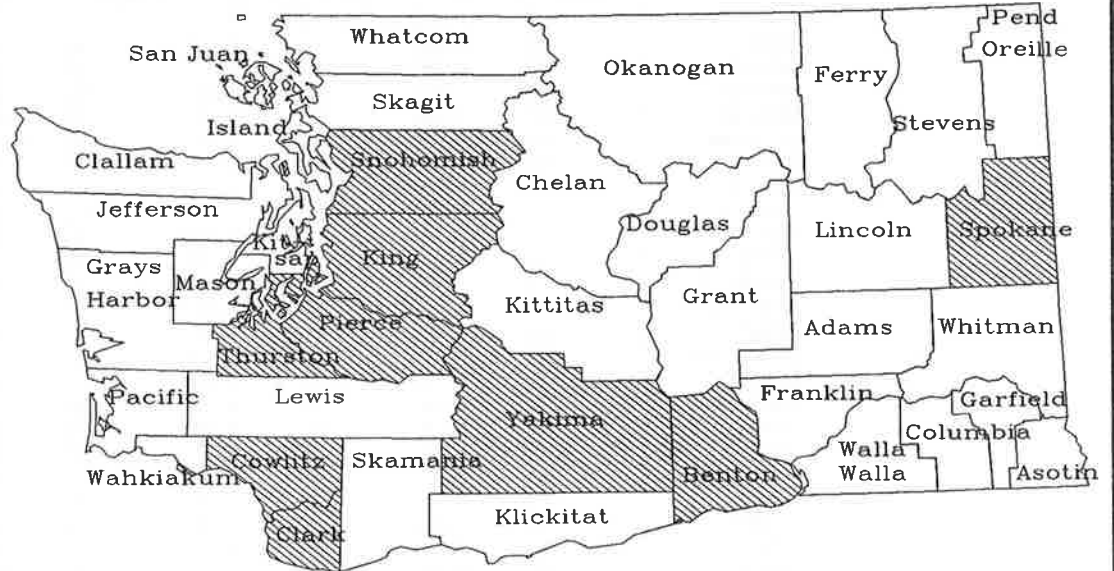 Pend
Oreille
Whatcom
San Juan
Okanogan
Ferry
Skagit
Island
Stevens
Clallam
Snohomish
Chelan
Jefferson
Douglas
Lincoln
Spokane
Kit
sap
King
Grays
Harbor
Mason
Kittitas
Grant
Pierce
Adams
Whitman
Thurston
Pacific
Lewis
Yakima
Franklin
Garfield
Columbia
Wahkiakum
Cowlitz
Skamania
Benton
Walla
Walla
Asotin
Klickitat
Clark